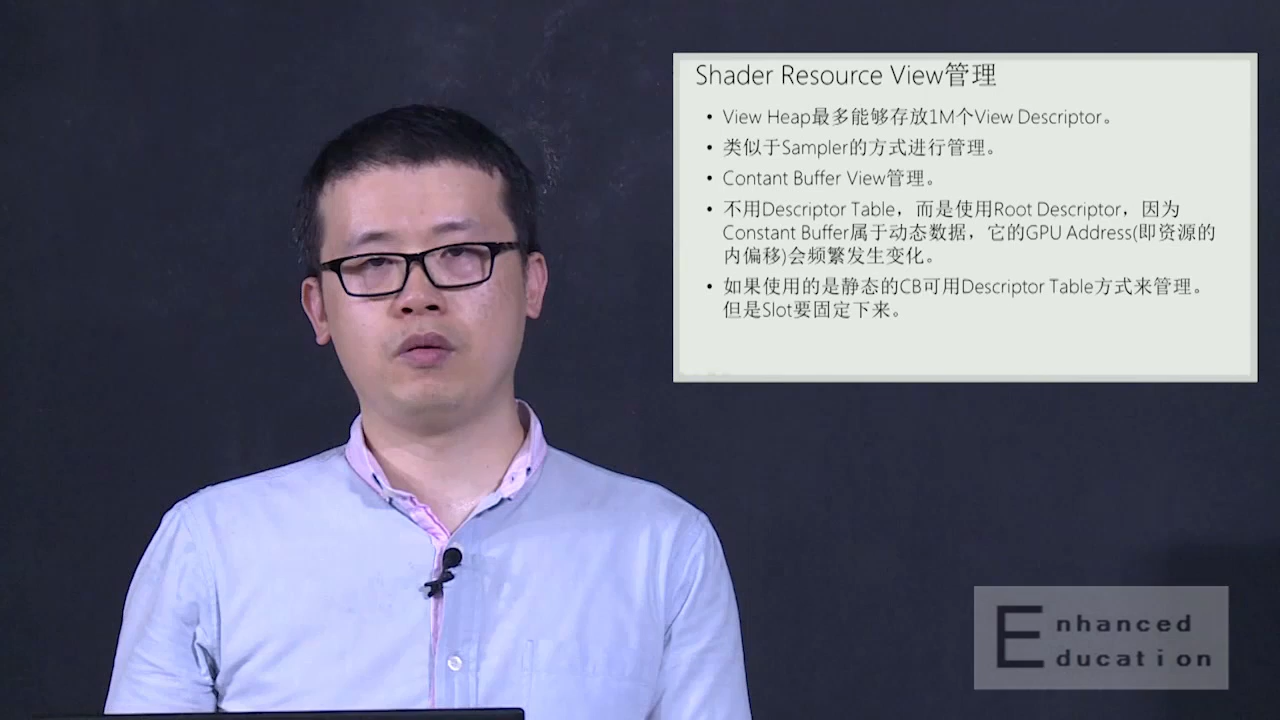 Shader Resource View管理
• View Heap最多能够存放1M个View Descriptor。
• 类似于Sampler的方式进行管理。
• Contant Buffer View管理。
• 不用Descriptor Table，而是使用Root Descriptor，因为
Constant Buffer属于动态数据，它的GPU Address(即资源的
内偏移)会频繁发生变化。
• 如果使用的是静态的CB可用Descriptor Table方式来管理。
但是Slot要固定下来。
Enhanced
Education